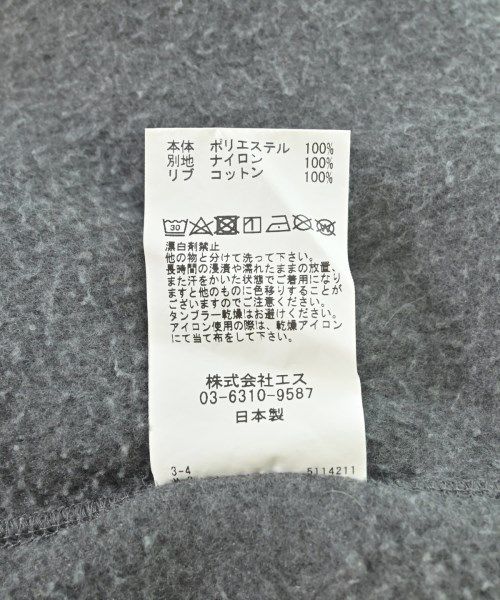 本体 ポリエステル 100%
別地 ナイロン 100%
リブ コットン 100%
30
漂白剤禁止
他の物と分けて洗って下さい。
長時間の浸漬や濡れたままの放置、
また汗をかいた状態でご着用になり
ますと他のものに色移りすることが
ございますのでご注意ください。
タンブラー乾燥はお避けください。
アイロン使用の際は、乾燥アイロン
にて当て布をして下さい。
株式会社エス
03-6310-9587
日本製
3-4 5114211